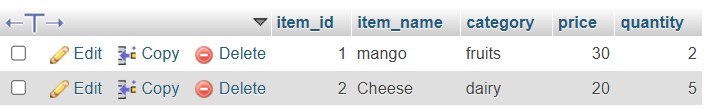 item_id item_name category price quantity
Edit Copy Delete 1 mango fruits 30 2
Edit Copy Delete 2 Cheese dairy 20 5